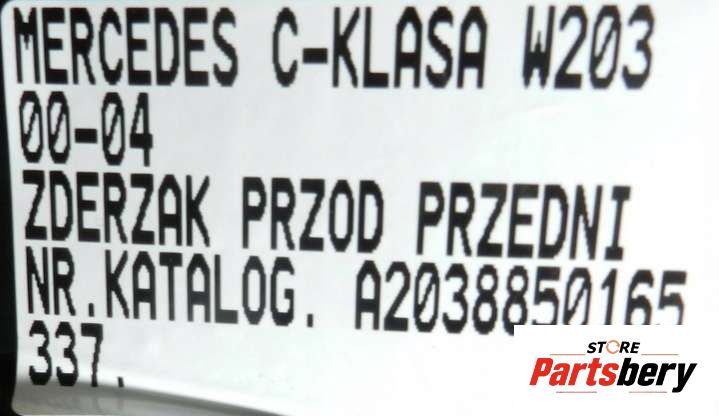 MERCEDES C-KLASA W203
00-04
ZDERZAK PRZOD PRZEDNI
NR.KATALOG. A2038850165
337.
STORE
Partsbery